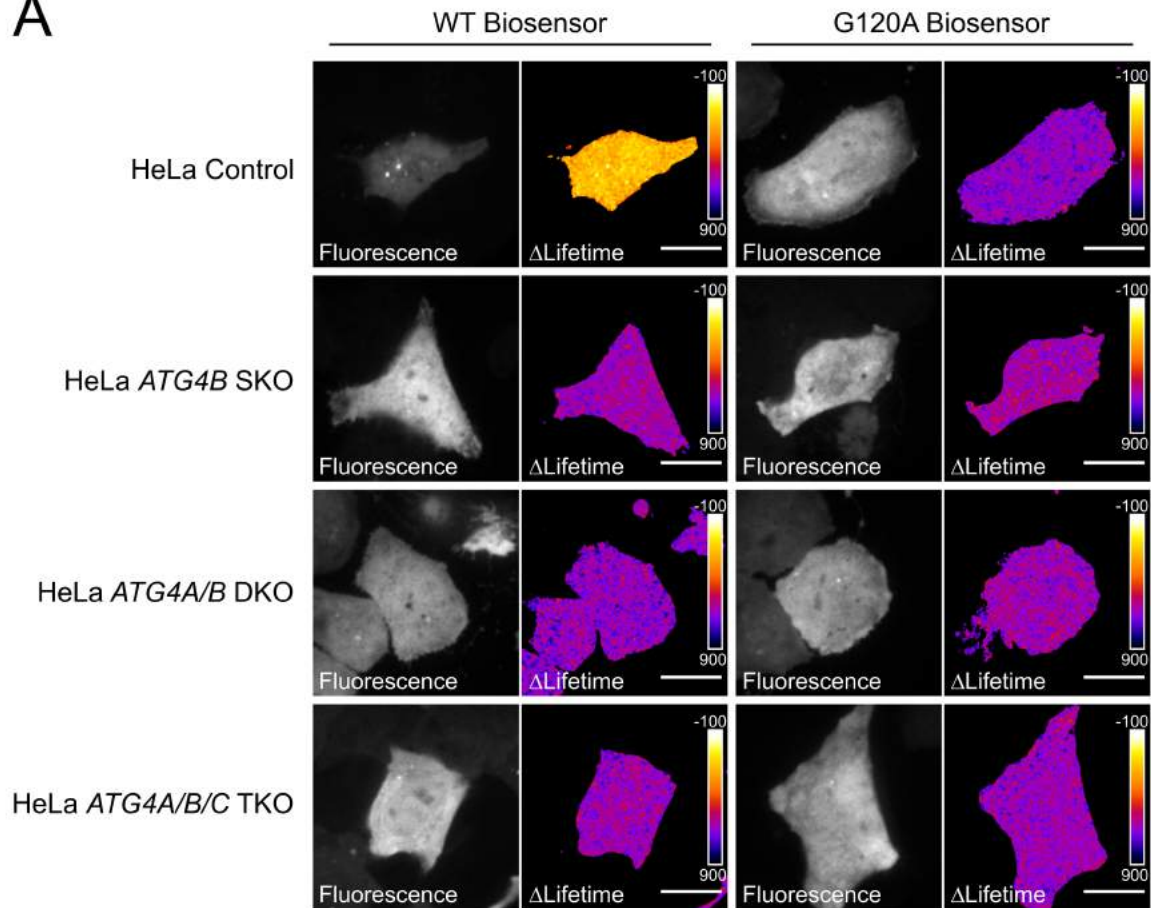 A
WT Biosensor
G120A Biosensor
HeLa Control
-100
900
Fluorescence
ΔLifetime
-100
900
Fluorescence
ΔLifetime
HeLa ATG4B SKO
-100
900
Fluorescence
ΔLifetime
-100
900
Fluorescence
ΔLifetime
HeLa ATG4A/B DKO
-100
900
Fluorescence
ΔLifetime
-100
900
Fluorescence
ΔLifetime
HeLa ATG4A/B/C TKO
-100
900
Fluorescence
ΔLifetime
-100
900
Fluorescence
ΔLifetime